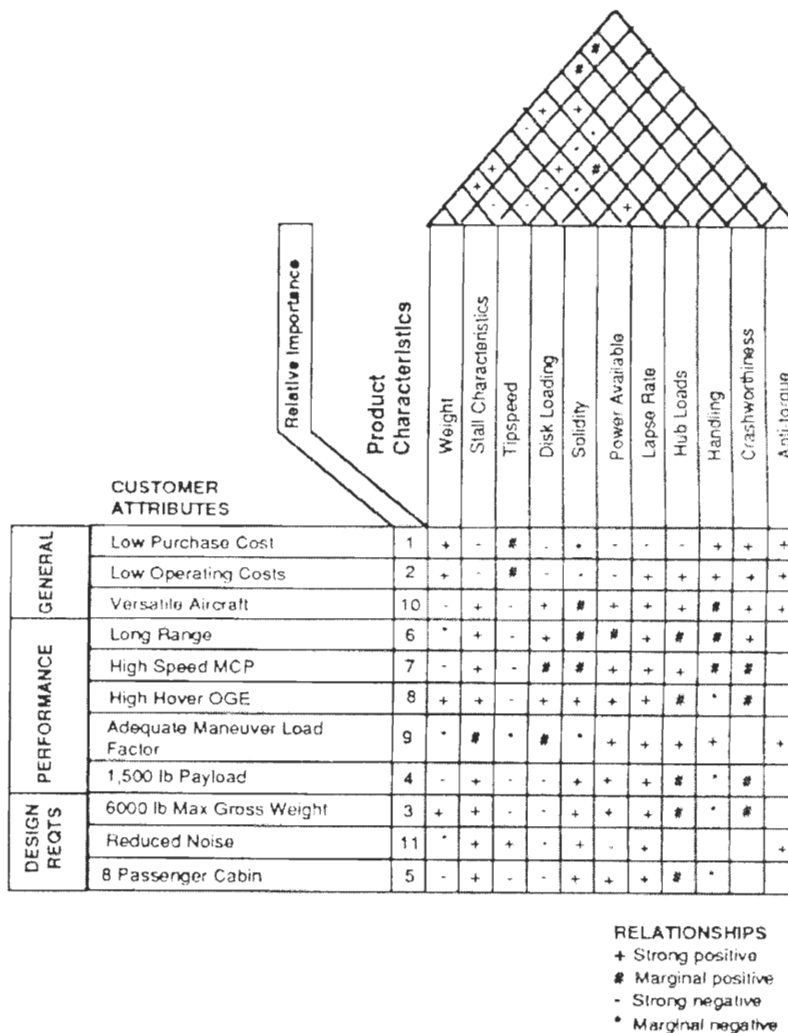 Relative Importance
Product
Characteristics
Weight
Stall Characteristics
Tipspeed
Disk Loading
Solidity
Power Available
Lapse Rate
Hub Loads
Handling
Crashworthiness
Anti-torque
CUSTOMER
ATTRIBUTES
GENERAL
Low Purchase Cost 1 + - # - * - - - + + +
Low Operating Costs 2 + - # - - - + + + + +
Versatile Aircraft 10 - + - + # + + + # + +
PERFORMANCE
Long Range 6 * + - + # # + # # +
High Speed MCP 7 - + - # # + + + # #
High Hover OGE 8 + + - + + + + # * #
Adequate Maneuver Load
Factor 9 * # * # * + + + + +
1,500 lb Payload 4 - + - - + + + # * #
DESIGN
REQTS
6000 lb Max Gross Weight 3 + + - - + + + # * #
Reduced Noise 11 * + + - + - + +
8 Passenger Cabin 5 - + - - + + + # *
RELATIONSHIPS
+ Strong positive
# Marginal positive
- Strong negative
* Marginal negative